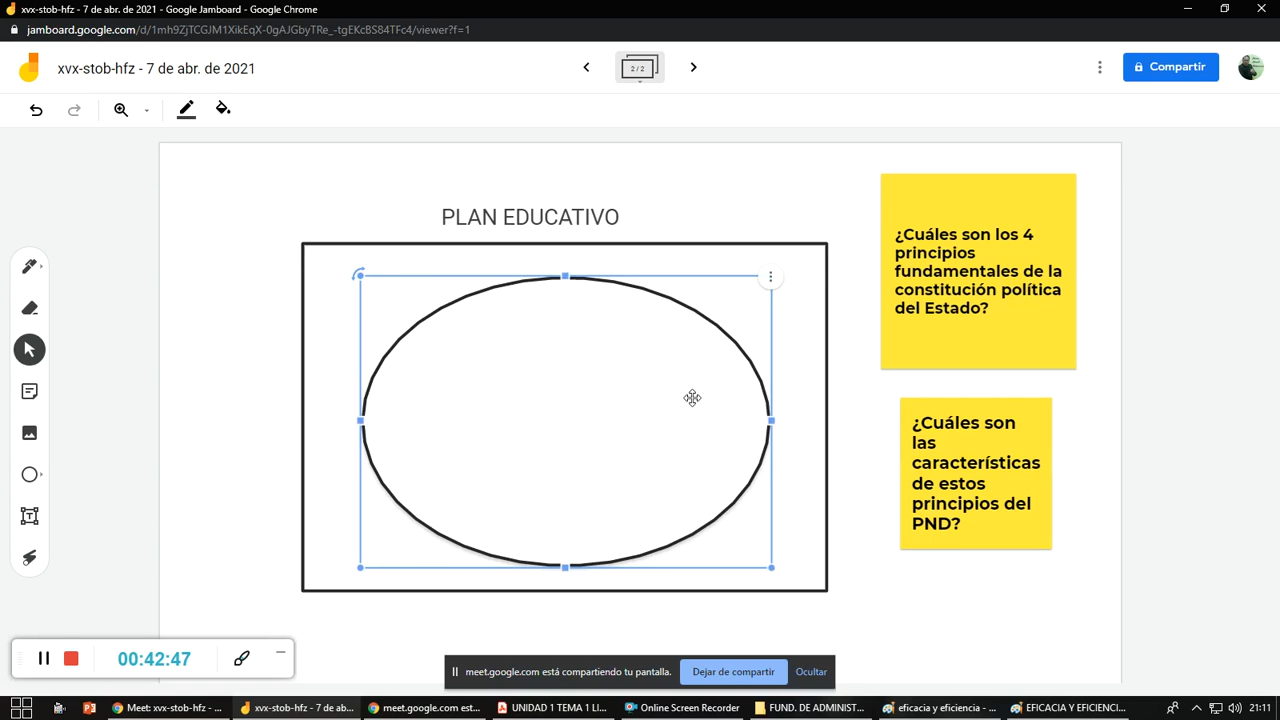 xvx-stob-hfz - 7 de abr. de 2021 - Google Jamboard - Google Chrome
jamboard.google.com/d/1mh9ZjTCGJM1XikEqX-0gAJGbyTRe_-tgEKcBS84TFc4/viewer?f=1
xvx-stob-hfz - 7 de abr. de 2021
2 / 2
Compartir
PLAN EDUCATIVO
¿Cuáles son los 4
principios
fundamentales de la
constitución política
del Estado?
¿Cuáles son
las
características
de estos
principios del
PND?
00:42:47
meet.google.com está compartiendo tu pantalla.
Dejar de compartir
Ocultar
Meet: xvx-stob-hfz - ...
xvx-stob-hfz - 7 de ab...
meet.google.com est...
UNIDAD 1 TEMA 1 LI...
Online Screen Recorder
FUND. DE ADMINIST...
eficacia y eficiencia - ...
EFICACIA Y EFICIENCI...
21:11